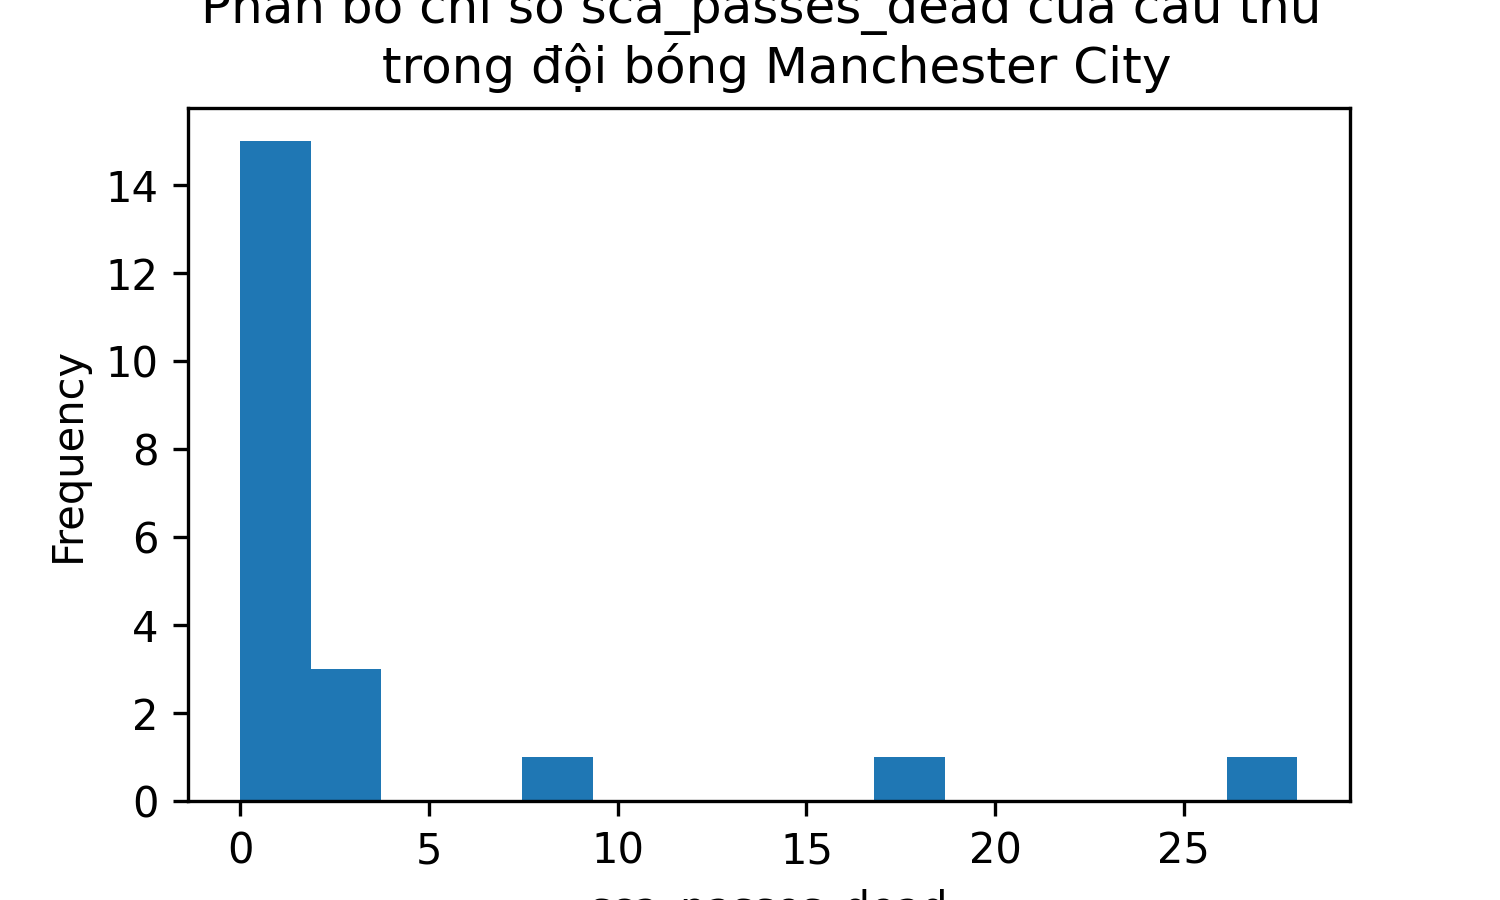 Phân bố chỉ số sca_passes_dead của cầu thủ
trong đội bóng Manchester City
Frequency
14
12
10
8
6
4
2
0
0 5 10 15 20 25
sca_passes_dead